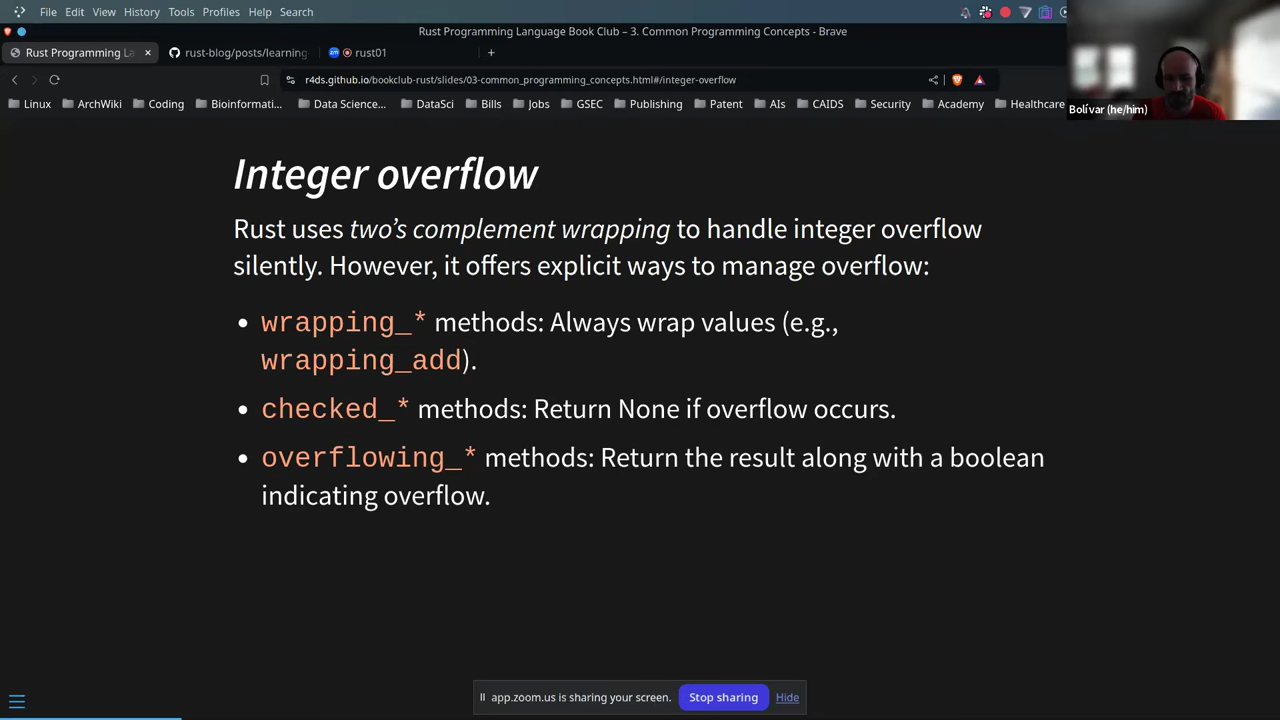 File Edit View History Tools Profiles Help Search
Rust Programming Language Book Club – 3. Common Programming Concepts - Brave
Rust Programming La × rust-blog/posts/learning rust01 +
r4ds.github.io/bookclub-rust/slides/03-common_programming_concepts.html#/integer-overflow
Linux ArchWiki Coding Bioinformati... Data Science... DataSci Bills Jobs GSEC Publishing Patent AIs CAIDS Security Academy Healthcare
Bolívar (he/him)
Integer overflow
Rust uses two’s complement wrapping to handle integer overflow
silently. However, it offers explicit ways to manage overflow:
• wrapping_* methods: Always wrap values (e.g.,
wrapping_add).
• checked_* methods: Return None if overflow occurs.
• overflowing_* methods: Return the result along with a boolean
indicating overflow.
app.zoom.us is sharing your screen. Stop sharing Hide